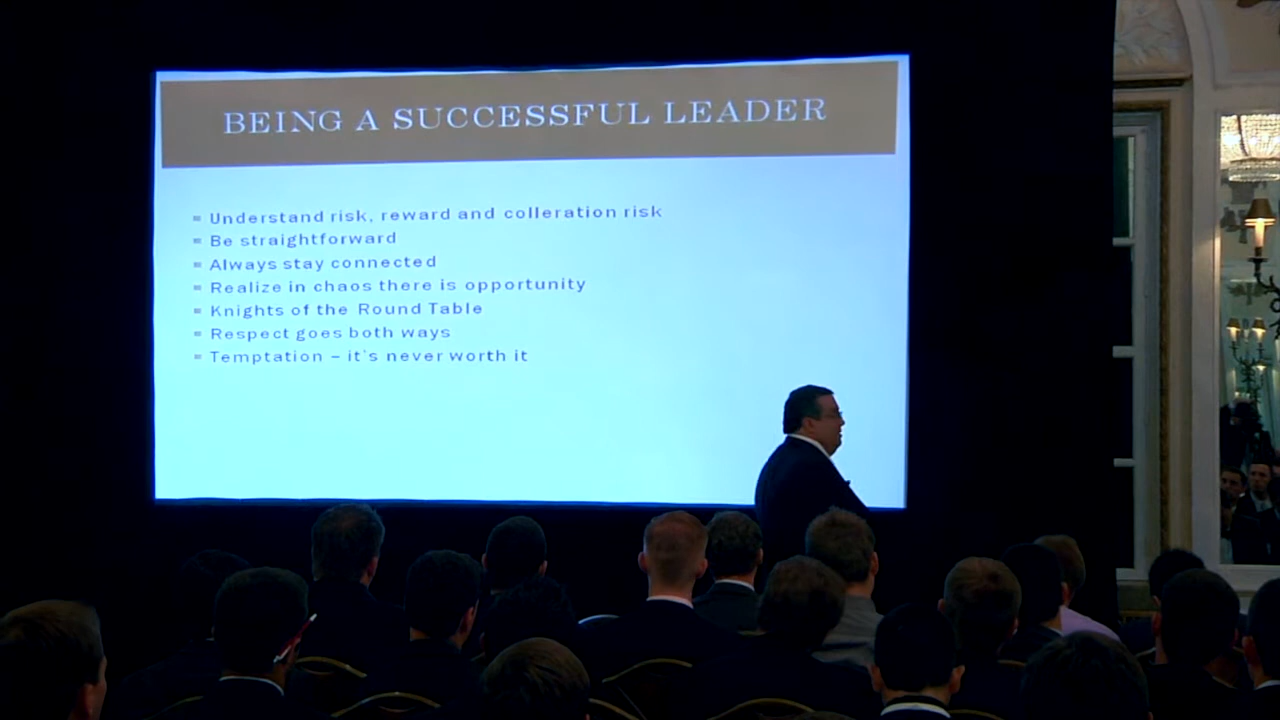 BEING A SUCCESSFUL LEADER
Understand risk, reward and colleration risk
Be straightforward
Always stay connected
Realize in chaos there is opportunity
Knights of the Round Table
Respect goes both ways
Temptation – it's never worth it